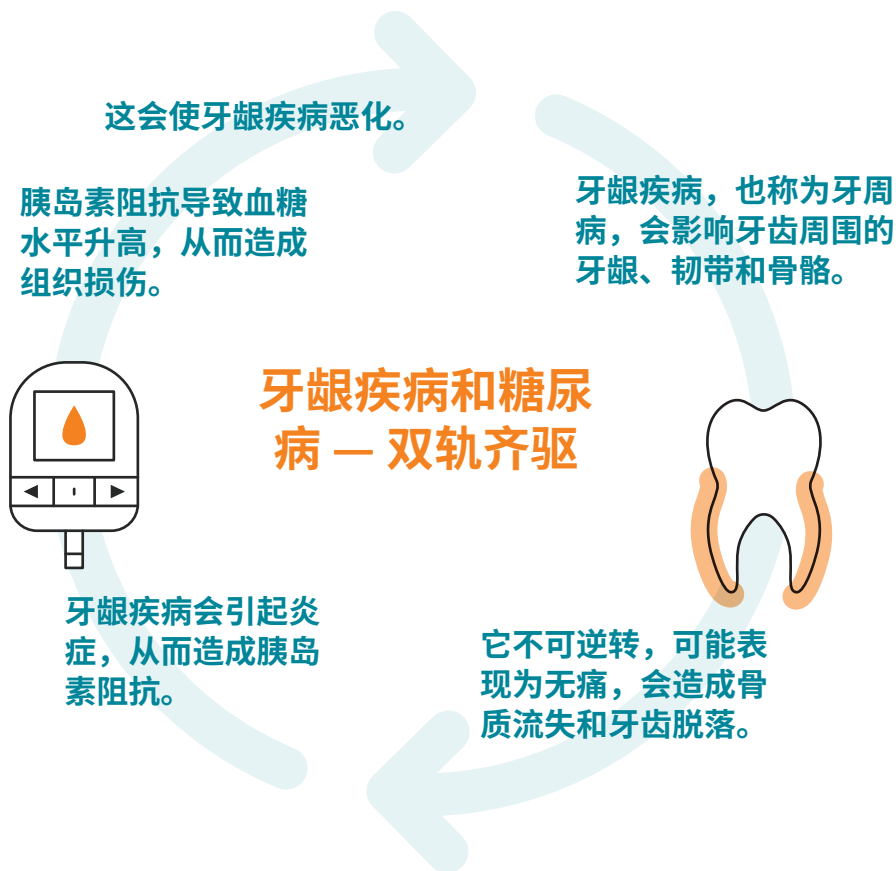 这会使牙龈疾病恶化。
胰岛素阻抗导致血糖
水平升高，从而造成
组织损伤。
牙龈疾病，也称为牙周
病，会影响牙齿周围的
牙龈、韧带和骨骼。
牙龈疾病和糖尿
病 — 双轨齐驱
牙龈疾病会引起炎
症，从而造成胰岛
素阻抗。
它不可逆转，可能表
现为无痛，会造成骨
质流失和牙齿脱落。